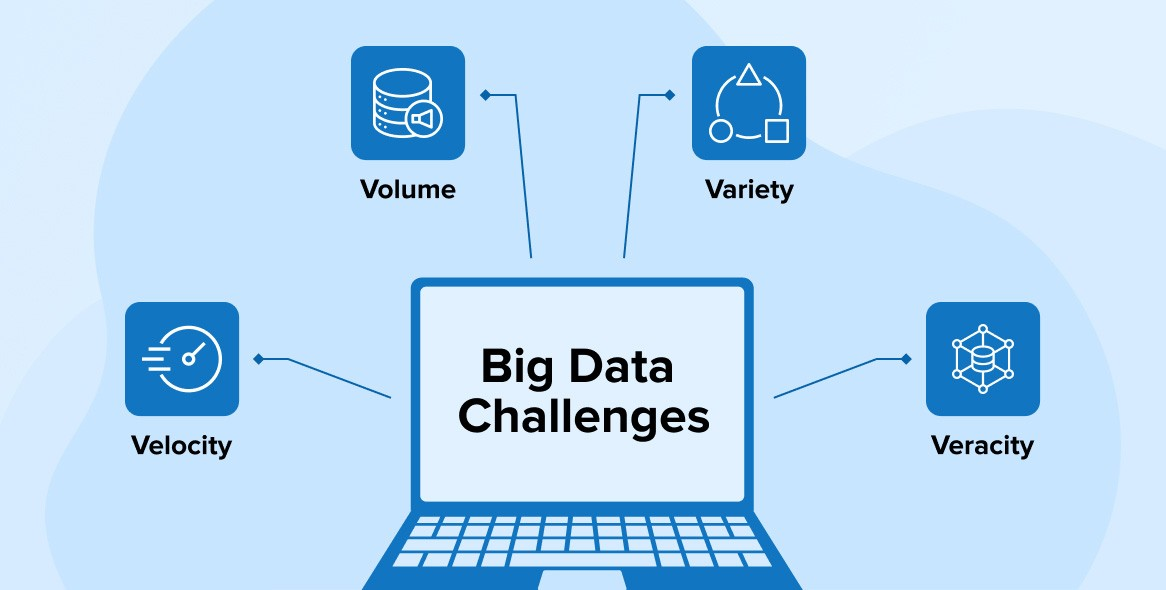 Volume
Variety
Big Data
Challenges
Velocity
Veracity